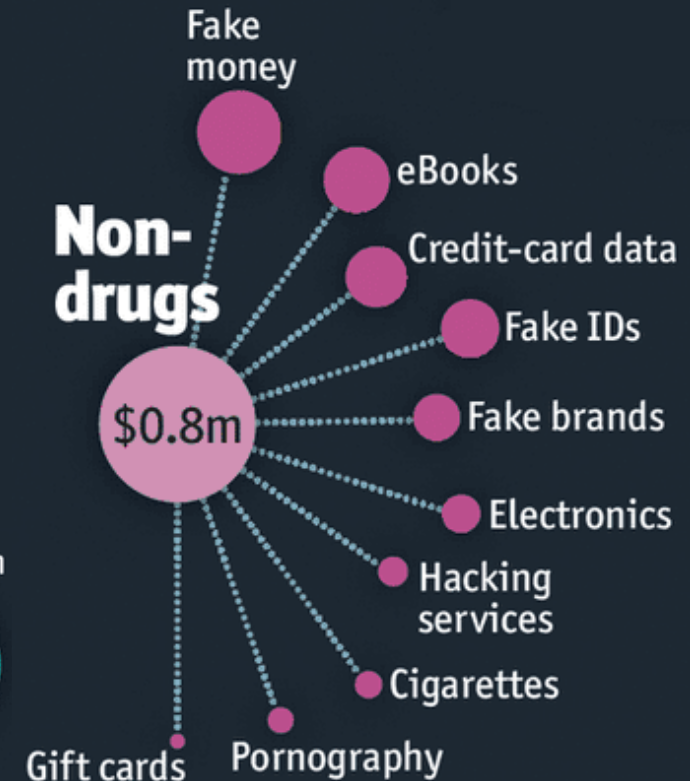 Fake
money
eBooks
Non-
drugs
Credit-card data
Fake IDs
$0.8m
Fake brands
Electronics
Hacking
services
Cigarettes
Pornography
Gift cards